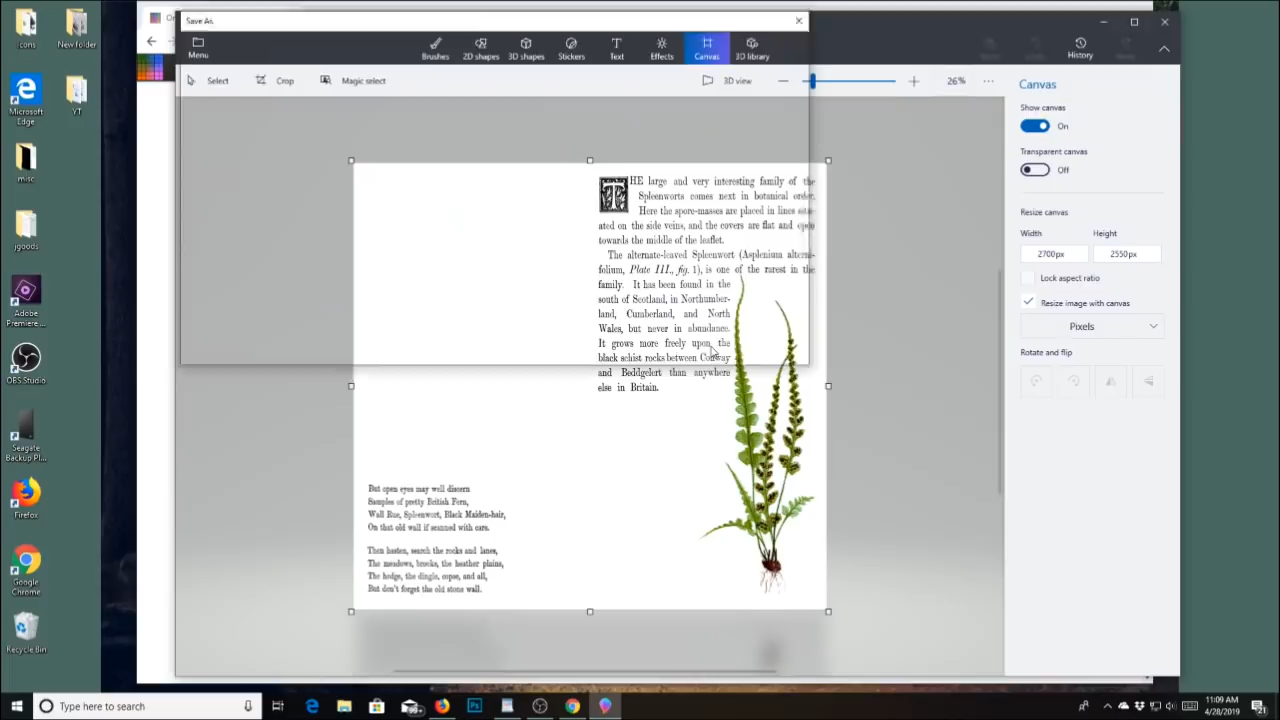 Icons
New folder
Microsoft
Edge
YT
misc
jgoods
Adobe
Premiere...
OBS Studio
Seagate
Backup Pl...
Firefox
Google
Chrome
Recycle Bin
Save As
Menu
Brushes
2D shapes
3D shapes
Stickers
Text
Effects
Canvas
3D library
History
Select
Crop
Magic select
3D view
26%
Canvas
Show canvas
On
Transparent canvas
Off
Resize canvas
Width
Height
2700px
2550px
Lock aspect ratio
Resize image with canvas
Pixels
Rotate and flip
THE large and very interesting family of the
Spleenworts comes next in botanical order.
Here the spore-masses are placed in lines situ-
ated on the side veins, and the covers are flat and open
towards the middle of the leaflet.
The alternate-leaved Spleenwort (Asplenium alterni-
folium, Plate III., fig. 1), is one of the rarest in the
family. It has been found in the
south of Scotland, in Northumber-
land, Cumberland, and North
Wales, but never in abundance.
It grows more freely upon the
black schist rocks between Conway
and Beddgelert than anywhere
else in Britain.
But open eyes may well discern
Samples of pretty British Fern,
Wall Rue, Spleenwort, Black Maiden-hair,
On that old wall if scanned with care.
Then hasten, search the rocks and lanes,
The meadows, brooks, the heather plains,
The hedge, the dingle, copse, and all,
But don't forget the old stone wall.
Type here to search
11:09 AM
4/28/2019
21